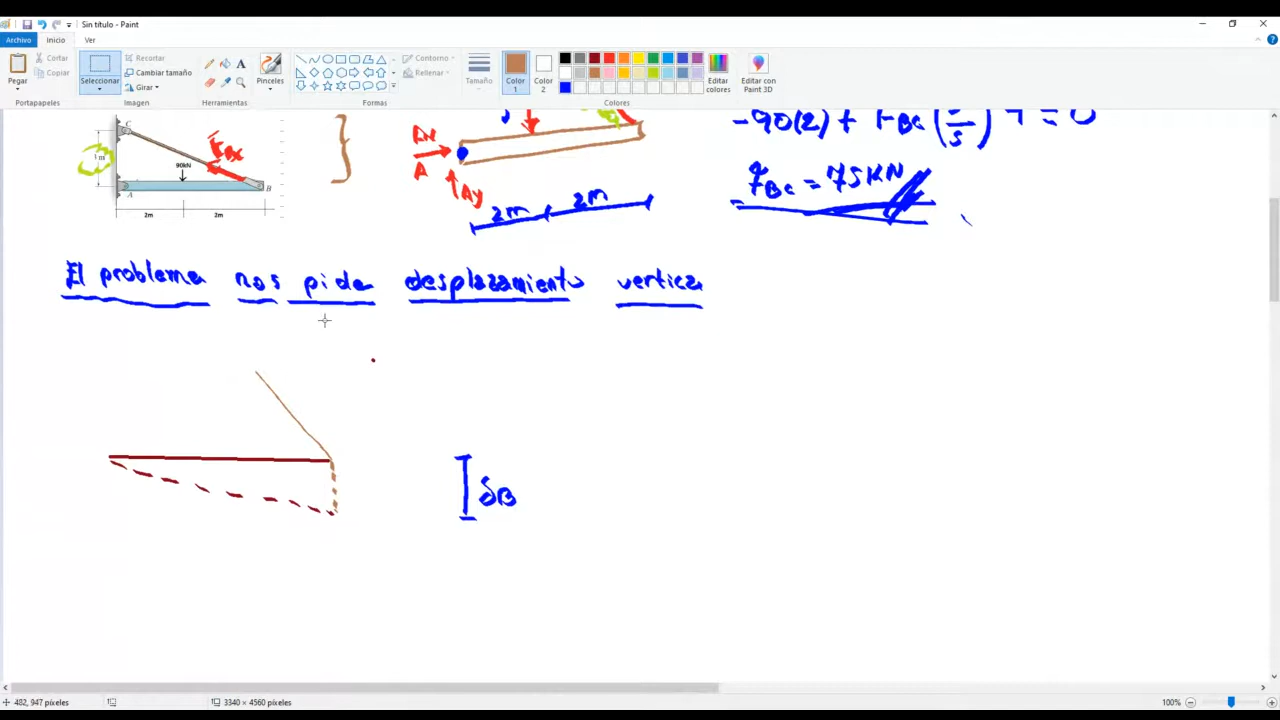 Sin título - Paint
Archivo Inicio Ver
Pegar
Cortar
Copiar
Portapapeles
Seleccionar
Recortar
Cambiar tamaño
Girar
Imagen
A
Herramientas
Pinceles
Contorno
Rellenar
Formas
Tamaño
Color 1
Color 2
Editar colores
Editar con Paint 3D
Colores
C
90kN
FBC
A
B
2m 2m
A
Ay
2m 2m
-90(2) + FBC
= 0
FBC = 75KN
El problema nos pide desplazamiento vertica
δB
482, 947 píxeles
3340 × 4560 píxeles
100%